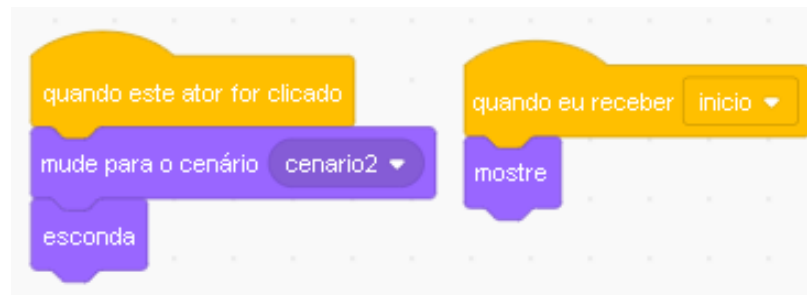 quando este ator for clicado
mude para o cenário cenario2
esconda
quando eu receber inicio
mostre